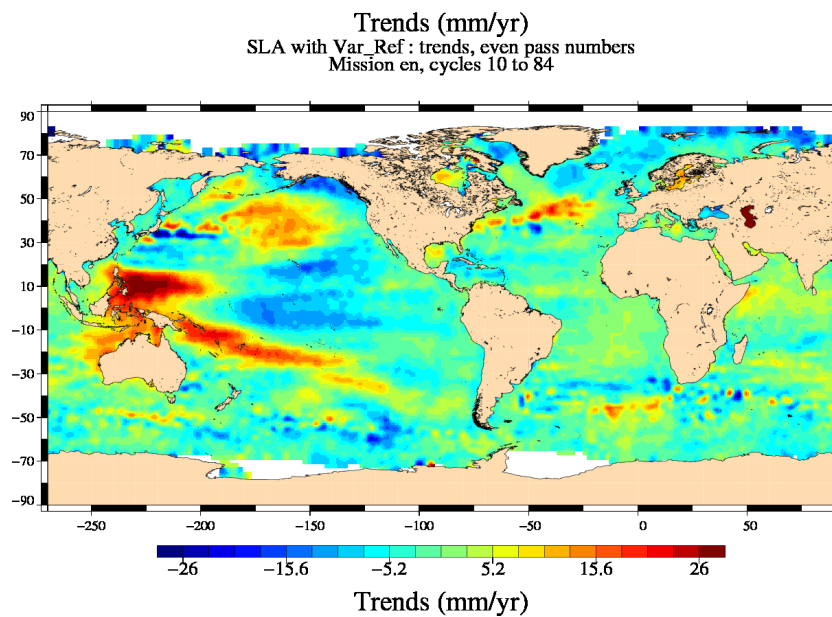 Trends (mm/yr)
SLA with Var_Ref : trends, even pass numbers
Mission en, cycles 10 to 84
90
70
50
30
10
−10
−30
−50
−70
−90
−250 −200 −150 −100 −50 0 50
−26 −15.6 −5.2 5.2 15.6 26
Trends (mm/yr)